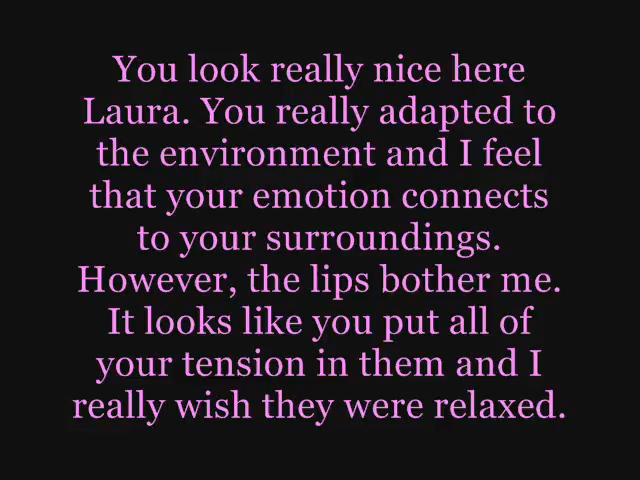 You look really nice here
Laura. You really adapted to
the environment and I feel
that your emotion connects
to your surroundings.
However, the lips bother me.
It looks like you put all of
your tension in them and I
really wish they were relaxed.